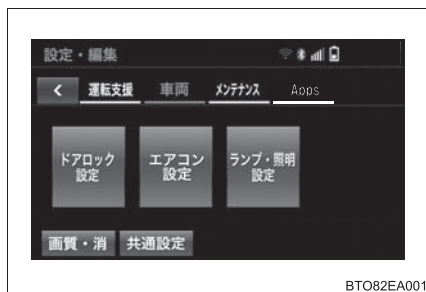 設定・編集
運転支援 車両 メンテナンス Apps
ドアロック
設定
エアコン
設定
ランプ・照明
設定
画質・消 共通設定
BTO82EA001